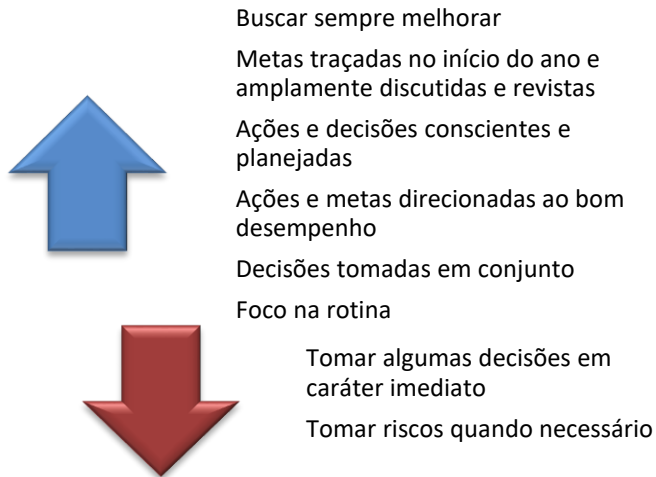 Buscar sempre melhorar
Metas traçadas no início do ano e
amplamente discutidas e revistas
Ações e decisões conscientes e
planejadas
Ações e metas direcionadas ao bom
desempenho
Decisões tomadas em conjunto
Foco na rotina
Tomar algumas decisões em
caráter imediato
Tomar riscos quando necessário